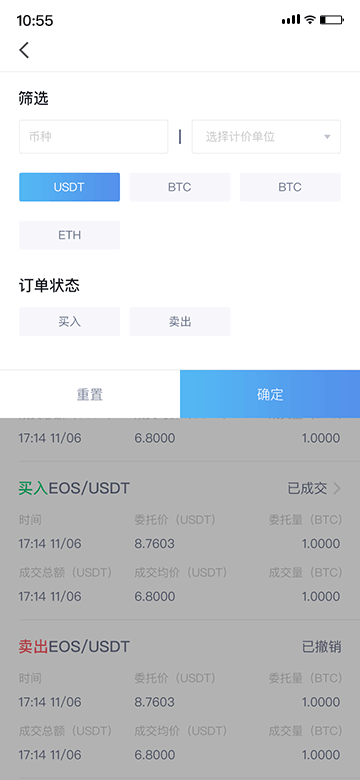 10:55
筛选
币种 | 选择计价单位
USDT BTC BTC
ETH
订单状态
买入 卖出
重置 确定
17:14 11/06 6.8000 1.0000
买入EOS/USDT 已成交
时间 委托价（USDT） 委托量（BTC）
17:14 11/06 8.7603 1.0000
成交总额（USDT） 成交均价（USDT） 成交量（BTC）
17:14 11/06 6.8000 1.0000
卖出EOS/USDT 已撤销
时间 委托价（USDT） 委托量（BTC）
17:14 11/06 8.7603 1.0000
成交总额（USDT） 成交均价（USDT） 成交量（BTC）
17:14 11/06 6.8000 1.0000